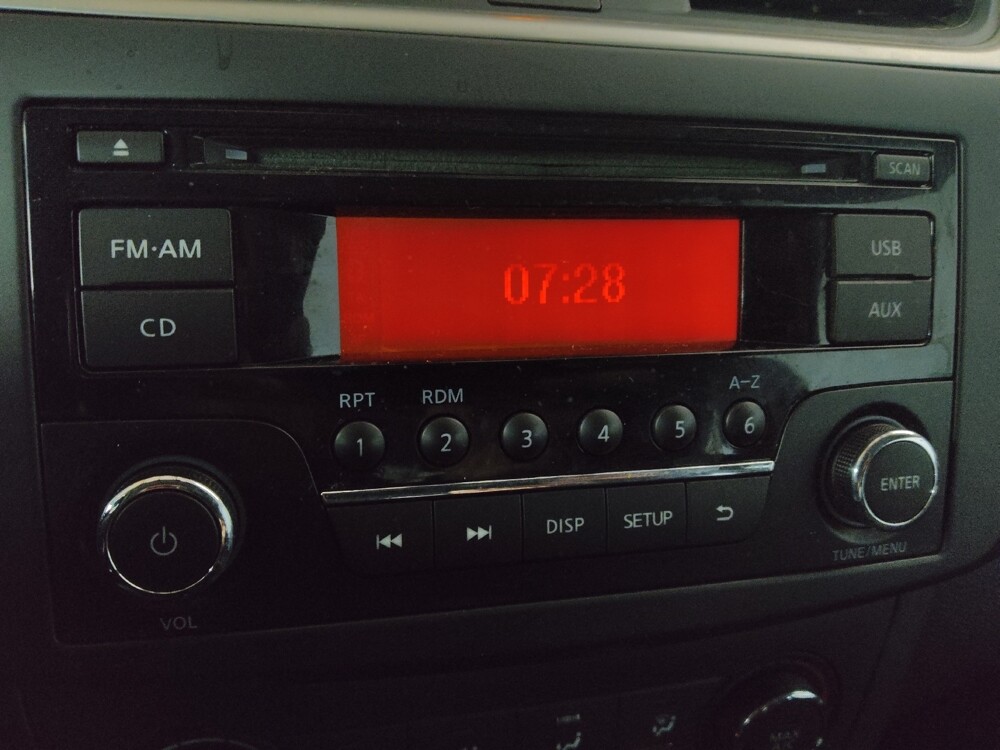 SCAN
FM·AM
07:28
USB
CD
AUX
RPT
RDM
A-Z
1
2
3
4
5
6
ENTER
DISP
SETUP
TUNE/MENU
VOL